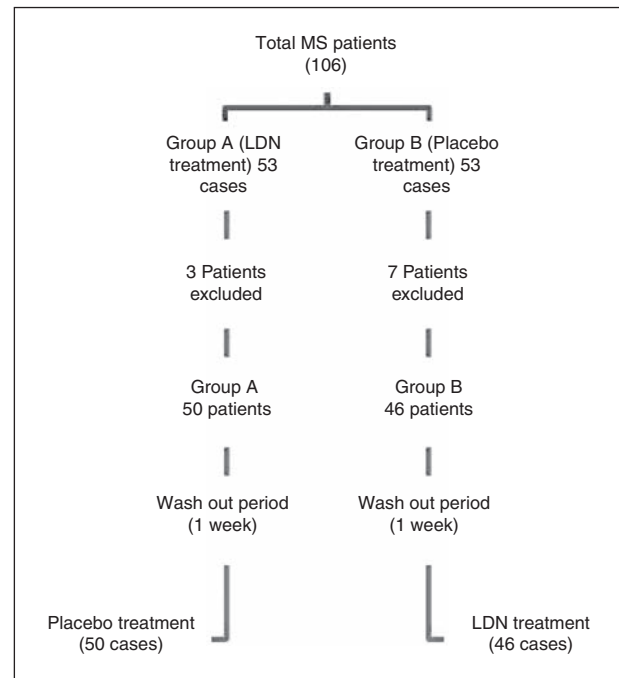 Total MS patients
(106)
Group A (LDN
treatment) 53
cases
Group B (Placebo
treatment) 53
cases
3 Patients
excluded
7 Patients
excluded
Group A
50 patients
Group B
46 patients
Wash out period
(1 week)
Wash out period
(1 week)
Placebo treatment
(50 cases)
LDN treatment
(46 cases)